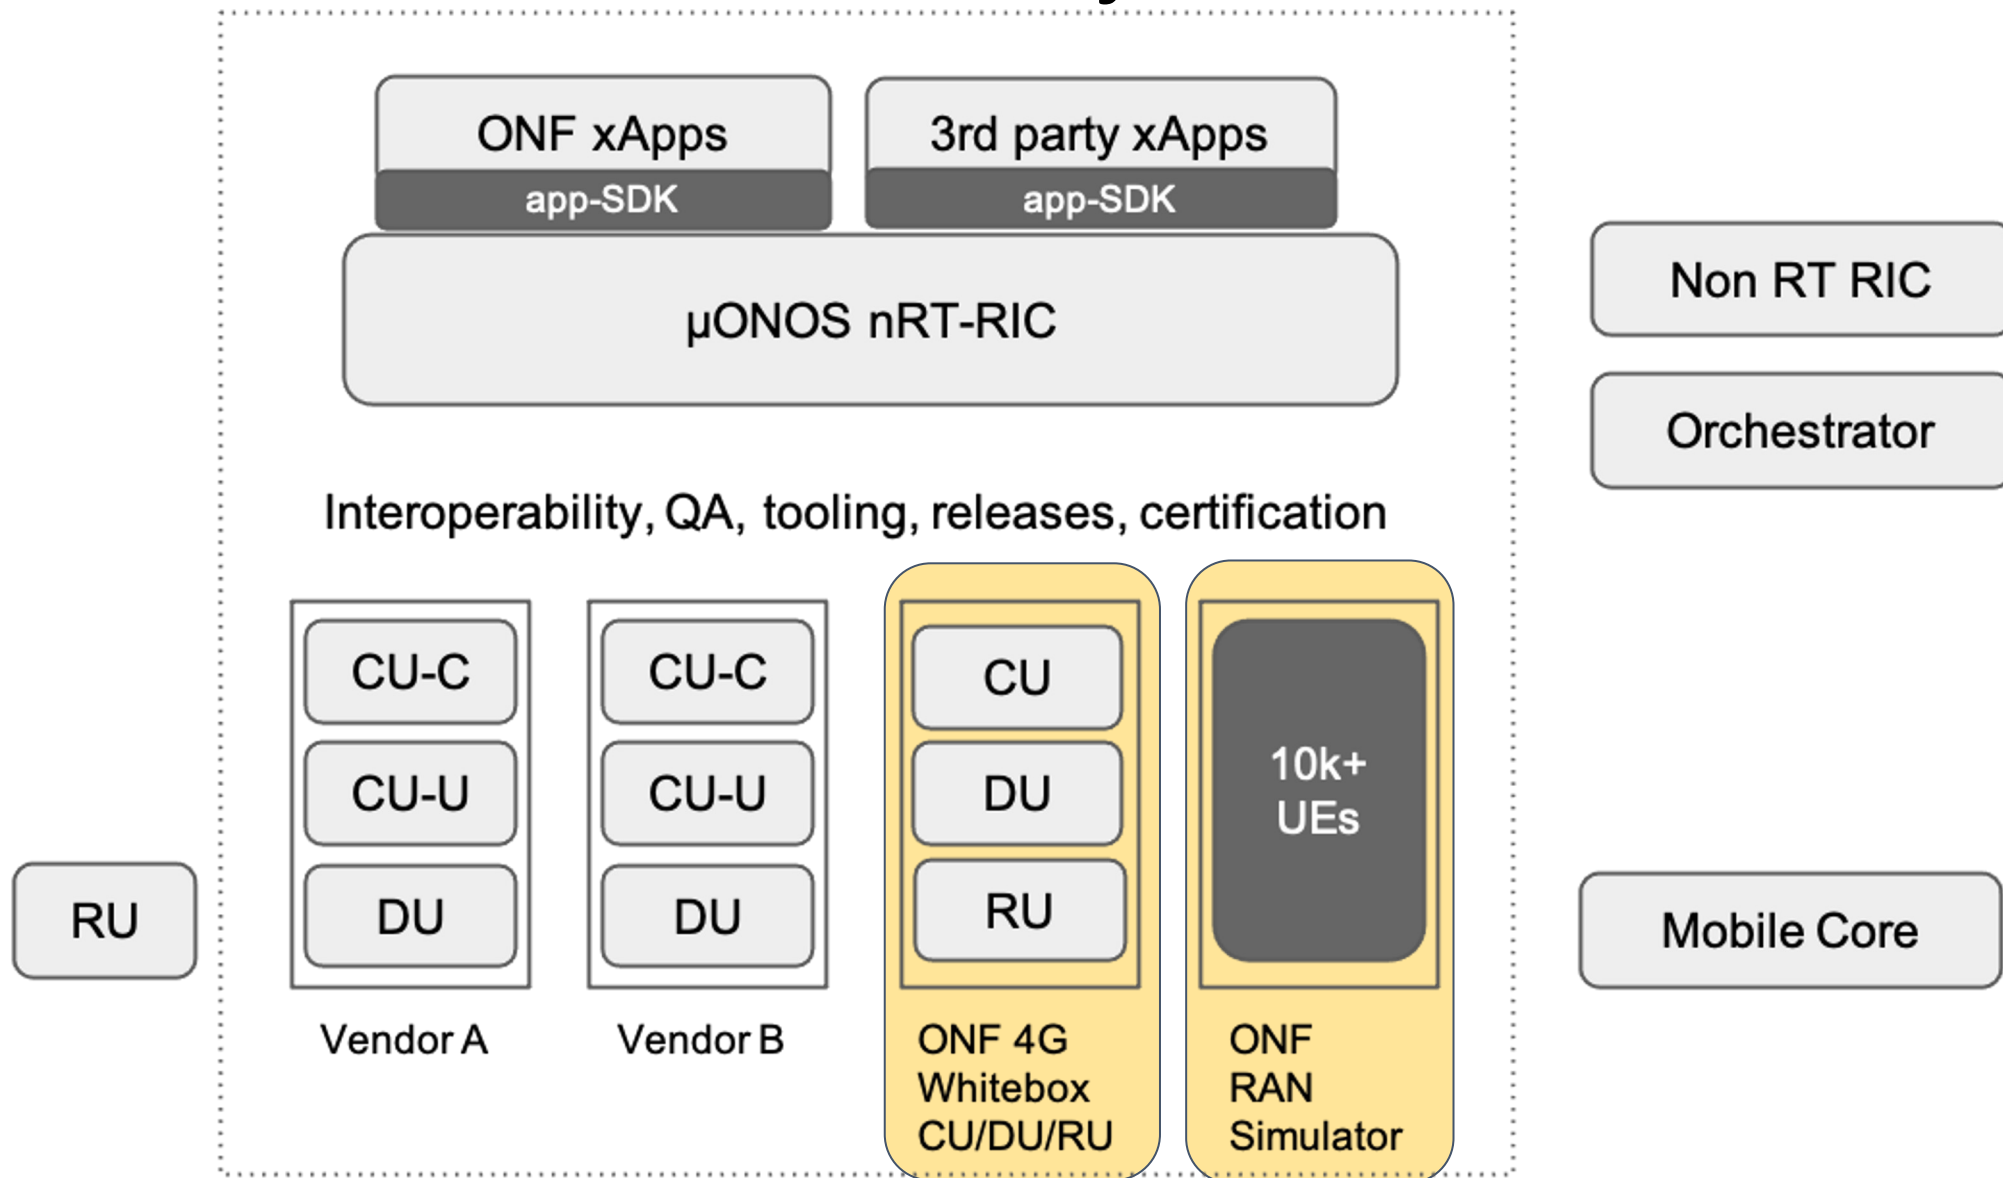 ONF xApps
3rd party xApps
app-SDK
app-SDK
µONOS nRT-RIC
Non RT RIC
Orchestrator
Interoperability, QA, tooling, releases, certification
CU-C
CU-U
DU
Vendor A
CU-C
CU-U
DU
Vendor B
CU
DU
RU
ONF 4G
Whitebox
CU/DU/RU
10k+
UEs
ONF
RAN
Simulator
RU
Mobile Core